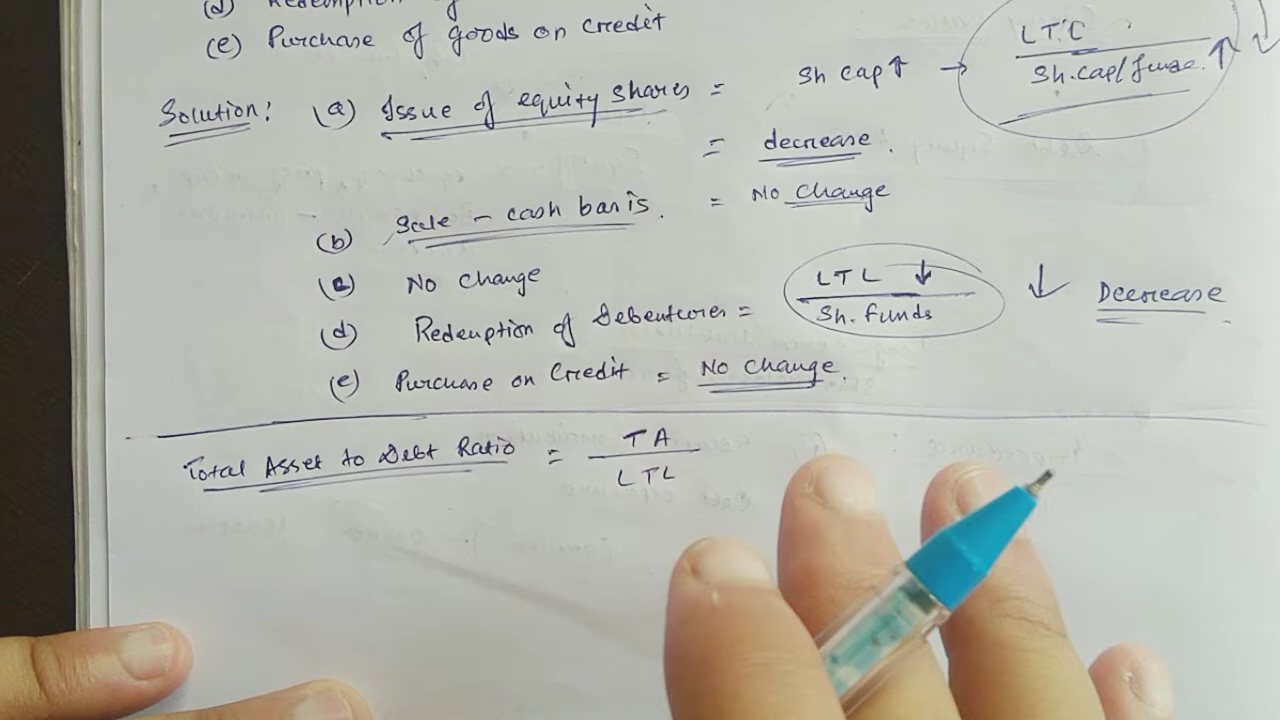 (d) Redemption of
(e) Purchase of goods on credit
Solution: (a) Issue of equity shares = Sh cap ↑ → LTC / Sh. cap/ ↑ ↓
= decrease.
(b) Sale - cash basis. = No change
(c) No change
(d) Redemption of Debentures = LTL ↓ / Sh. Funds ↓ Decrease
(e) Purchase on Credit = No change.
Total Asset to Debt Ratio = TA / LTL